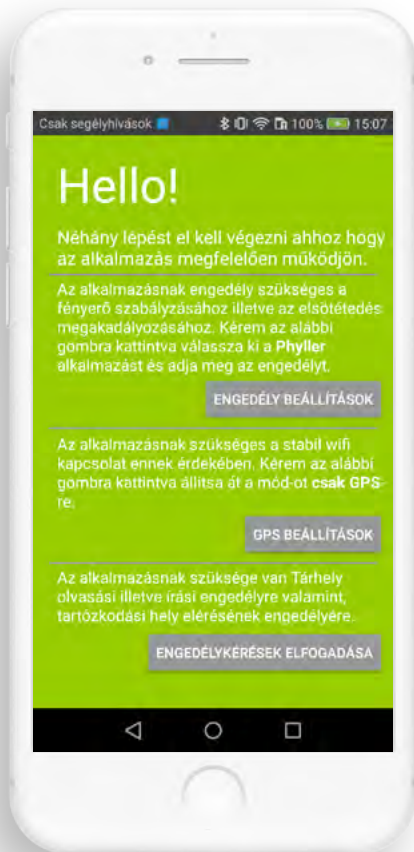 Csak segélyhívások 100% 15:07
Hello!
Néhány lépést el kell végezni ahhoz hogy
az alkalmazás megfelelően működjön.
Az alkalmazásnak engedély szükséges a
fényerő szabályzásához illetve az elsötétedés
megakadályozásához. Kérem az alábbi
gombra kattintva válassza ki a Phyller
alkalmazást és adja meg az engedélyt.
ENGEDÉLY BEÁLLÍTÁSOK
Az alkalmazásnak szükséges a stabil wifi
kapcsolat ennek érdekében. Kérem az alábbi
gombra kattintva állítsa át a mód-ot csak GPS-
re.
GPS BEÁLLÍTÁSOK
Az alkalmazásnak szüksége van Tárhely
olvasási illetve írási engedélyre valamint,
tartózkodási hely elérésének engedélyére.
ENGEDÉLYKÉRÉSEK ELFOGADÁSA